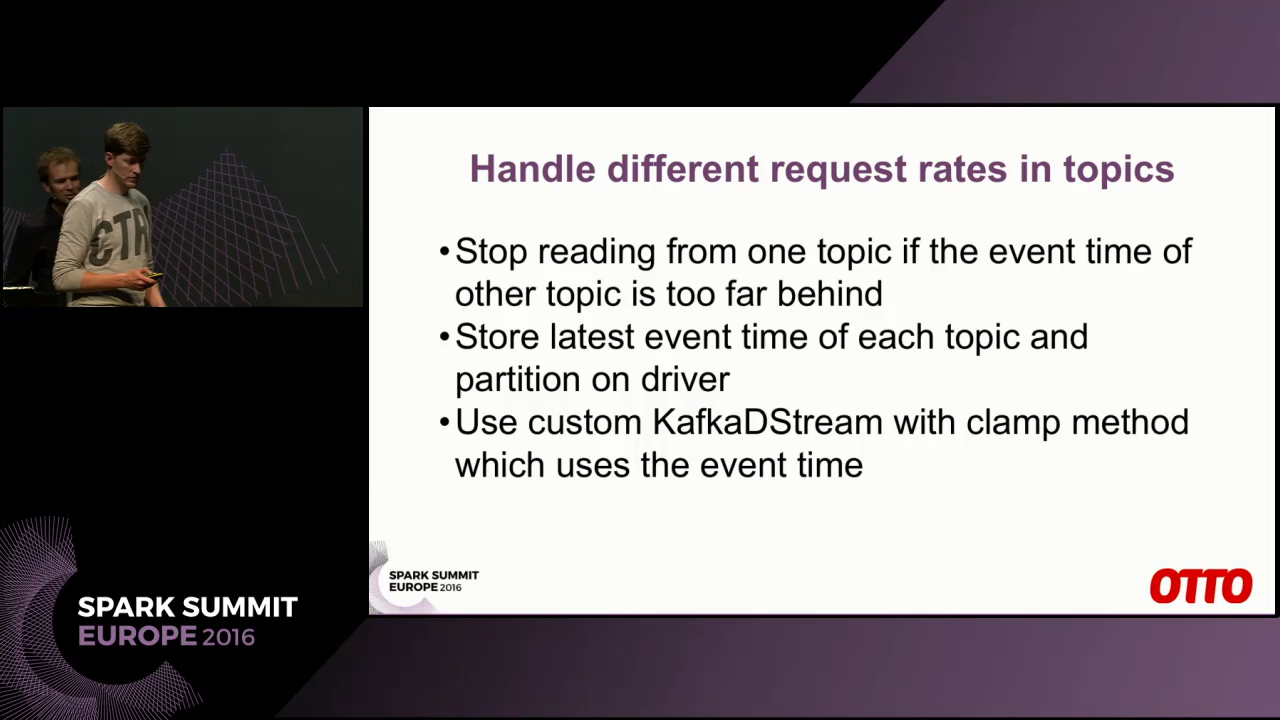 Handle different request rates in topics
•Stop reading from one topic if the event time of
other topic is too far behind
•Store latest event time of each topic and
partition on driver
•Use custom KafkaDStream with clamp method
which uses the event time
SPARK SUMMIT
EUROPE 2016
OTTO
CTRL
SPARK SUMMIT
EUROPE 2016